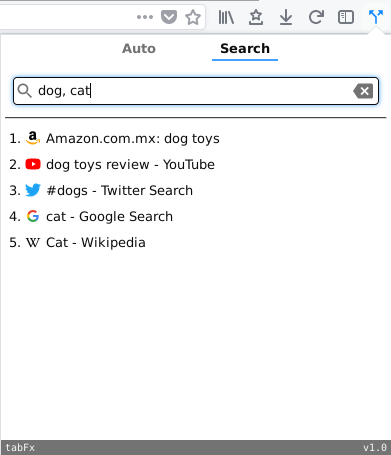 Auto Search
dog, cat
1. Amazon.com.mx: dog toys
2. dog toys review - YouTube
3. #dogs - Twitter Search
4. cat - Google Search
5. W Cat - Wikipedia
tabFx v1.0